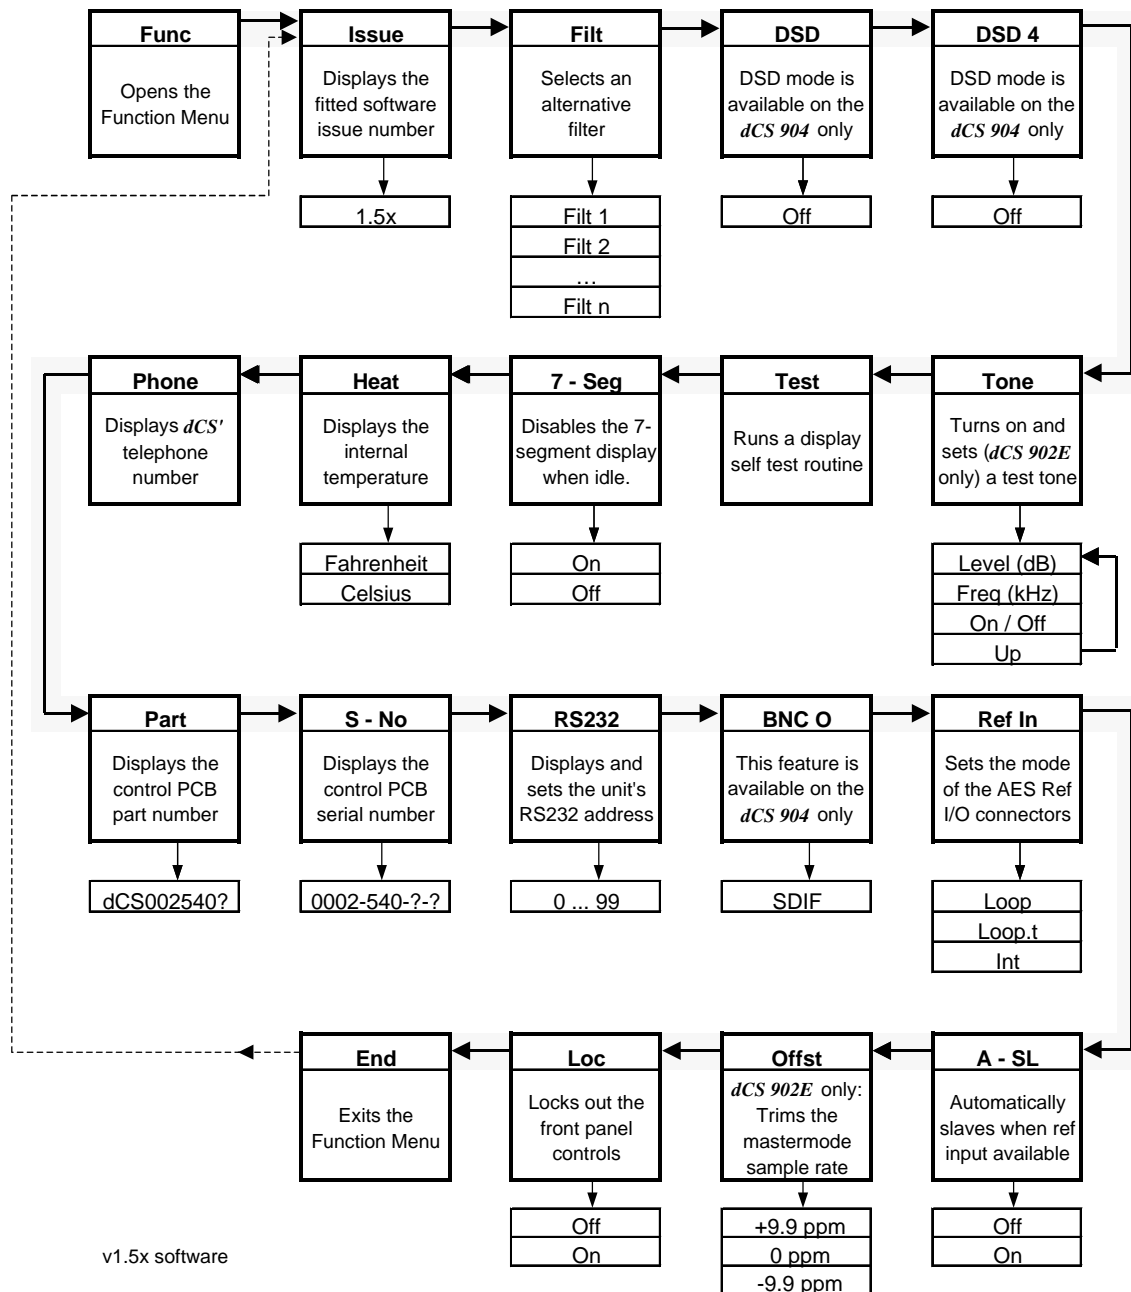 Func
Opens the
Function Menu
Issue
Displays the
fitted software
issue number
1.5x
Filt
Selects an
alternative
filter
Filt 1
Filt 2
...
Filt n
DSD
DSD mode is
available on the
dCS 904 only
Off
DSD 4
DSD mode is
available on the
dCS 904 only
Off
Tone
Turns on and
sets (dCS 902E
only) a test tone
Level (dB)
Freq (kHz)
On / Off
Up
Test
Runs a display
self test routine
7 - Seg
Disables the 7-
segment display
when idle.
On
Off
Heat
Displays the
internal
temperature
Fahrenheit
Celsius
Phone
Displays dCS'
telephone
number
Part
Displays the
control PCB
part number
dCS002540?
S - No
Displays the
control PCB
serial number
0002-540-?-?
RS232
Displays and
sets the unit's
RS232 address
0 ... 99
BNC O
This feature is
available on the
dCS 904 only
SDIF
Ref In
Sets the mode
of the AES Ref
I/O connectors
Loop
Loop.t
Int
A - SL
Automatically
slaves when ref
input available
Off
On
Offst
dCS 902E only:
Trims the
mastermode
sample rate
+9.9 ppm
0 ppm
-9.9 ppm
Loc
Locks out the
front panel
controls
Off
On
End
Exits the
Function Menu
v1.5x software